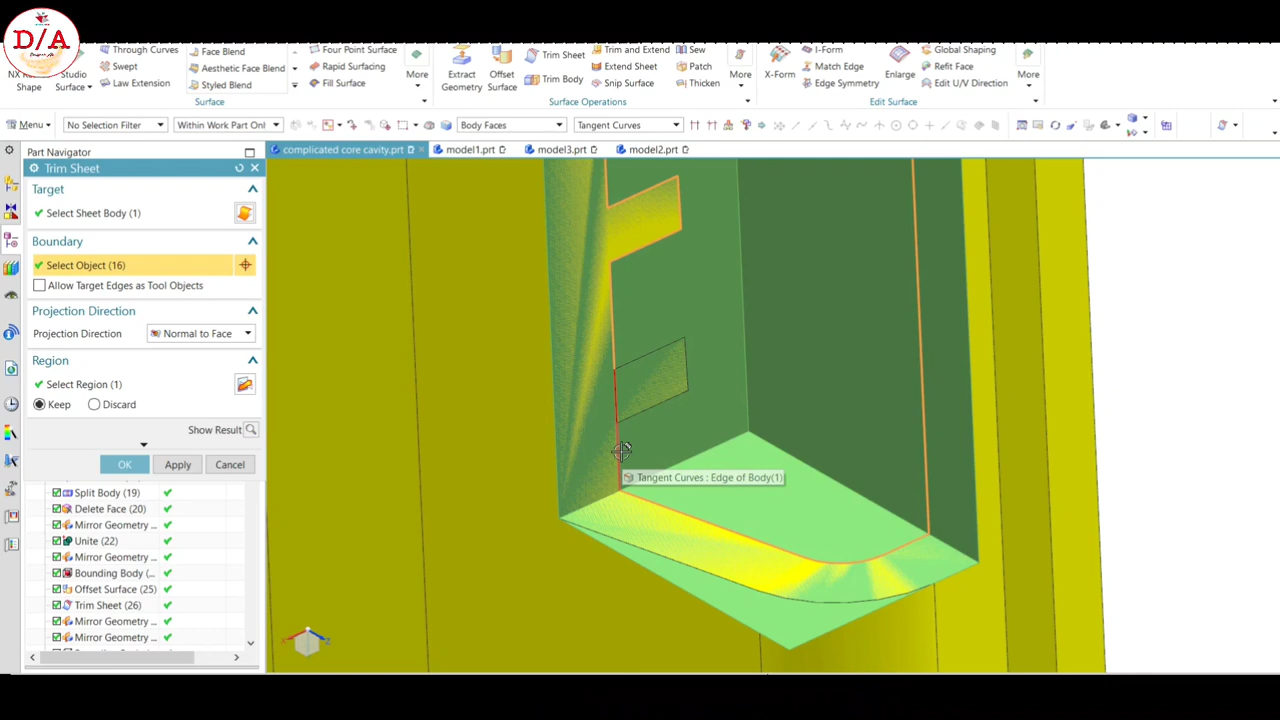 D/A
Through Curves
Face Blend
Four Point Surface
Trim Sheet
Trim and Extend
Sew
I-Form
Global Shaping
Swept
Aesthetic Face Blend
Rapid Surfacing
Extend Sheet
Patch
Match Edge
Refit Face
NX
Shape
Studio
Surface
Law Extension
Styled Blend
Fill Surface
More
Extract
Geometry
Offset
Surface
Trim Body
Snip Surface
Thicken
More
X-Form
Edge Symmetry
Enlarge
Edit U/V Direction
More
Surface
Surface Operations
Edit Surface
Menu
No Selection Filter
Within Work Part Only
Body Faces
Tangent Curves
Part Navigator
complicated core cavity.prt
model1.prt
model3.prt
model2.prt
Trim Sheet
Target
Select Sheet Body (1)
Boundary
Select Object (16)
Allow Target Edges as Tool Objects
Projection Direction
Projection Direction
Normal to Face
Region
Select Region (1)
Keep
Discard
Show Result
OK
Apply
Cancel
Tangent Curves : Edge of Body(1)
Split Body (19)
Delete Face (20)
Mirror Geometry ...
Unite (22)
Mirror Geometry ...
Bounding Body (...
Offset Surface (25)
Trim Sheet (26)
Mirror Geometry ...
Mirror Geometry ...